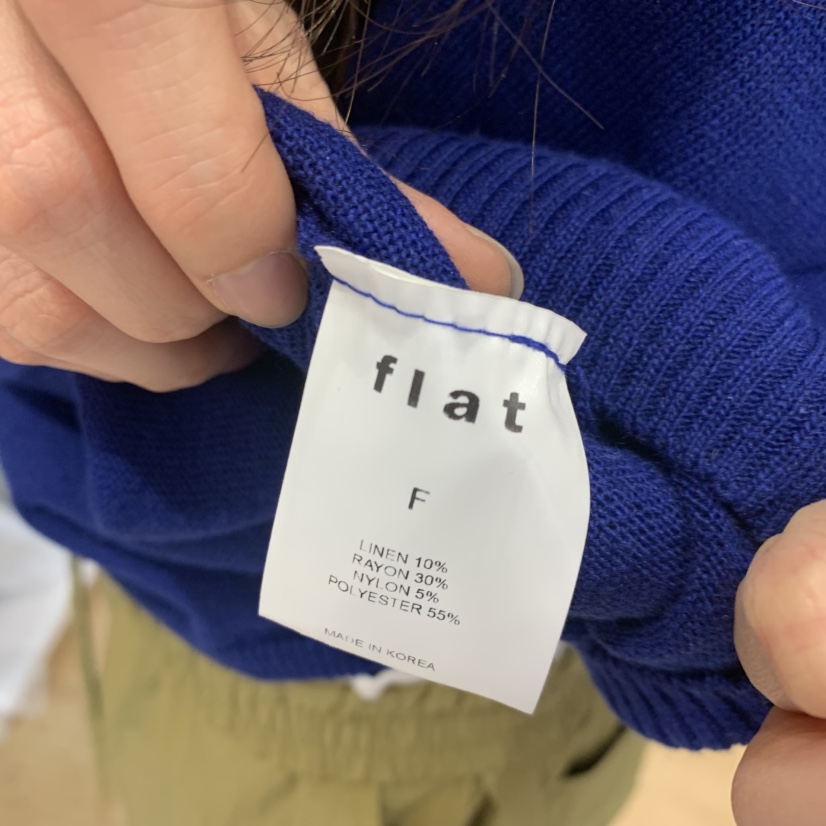 flat
F
LINEN 10%
RAYON 30%
NYLON 5%
POLYESTER 55%
MADE IN KOREA